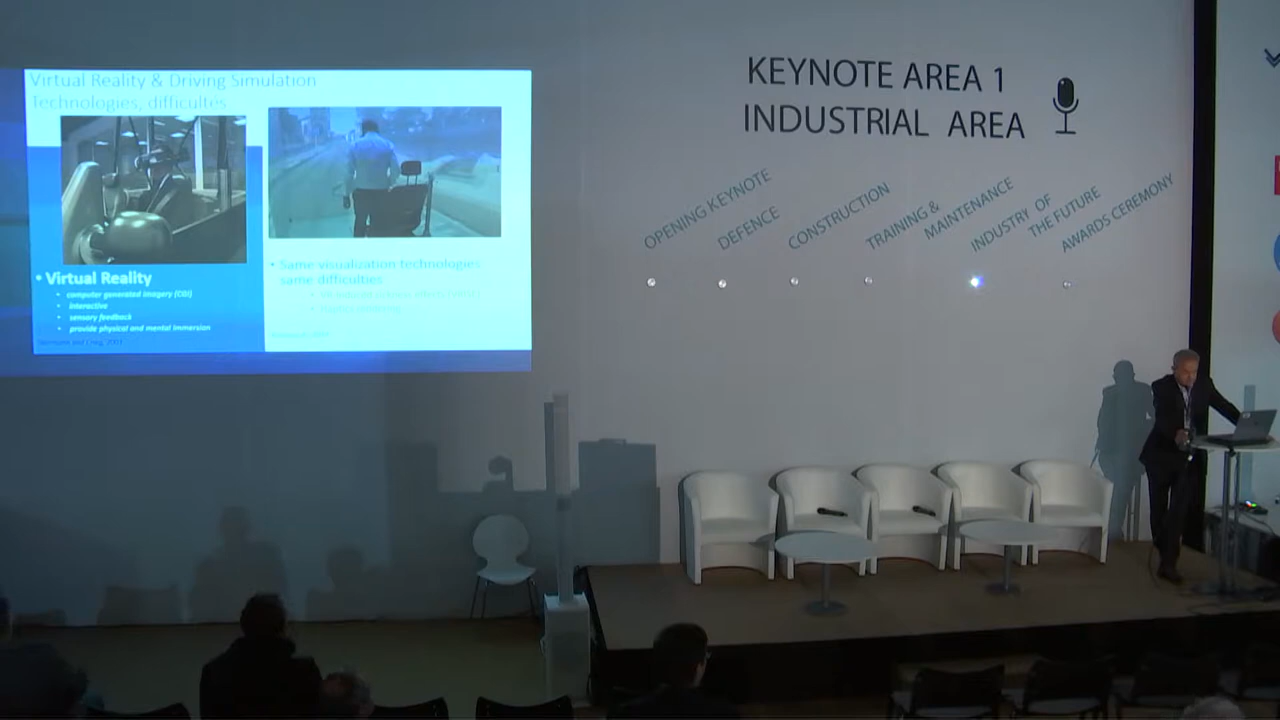 Virtual Reality & Driving Simulation
Technologies, difficultés
• Virtual Reality
• computer generated imagery (CGI)
• interactive
• sensory feedback
• provide physical and mental immersion
• Same visualization technologies
same difficulties
KEYNOTE AREA 1
INDUSTRIAL AREA
OPENING KEYNOTE
DEFENCE
CONSTRUCTION
TRAINING &
MAINTENANCE
INDUSTRY OF
THE FUTURE
AWARDS CEREMONY